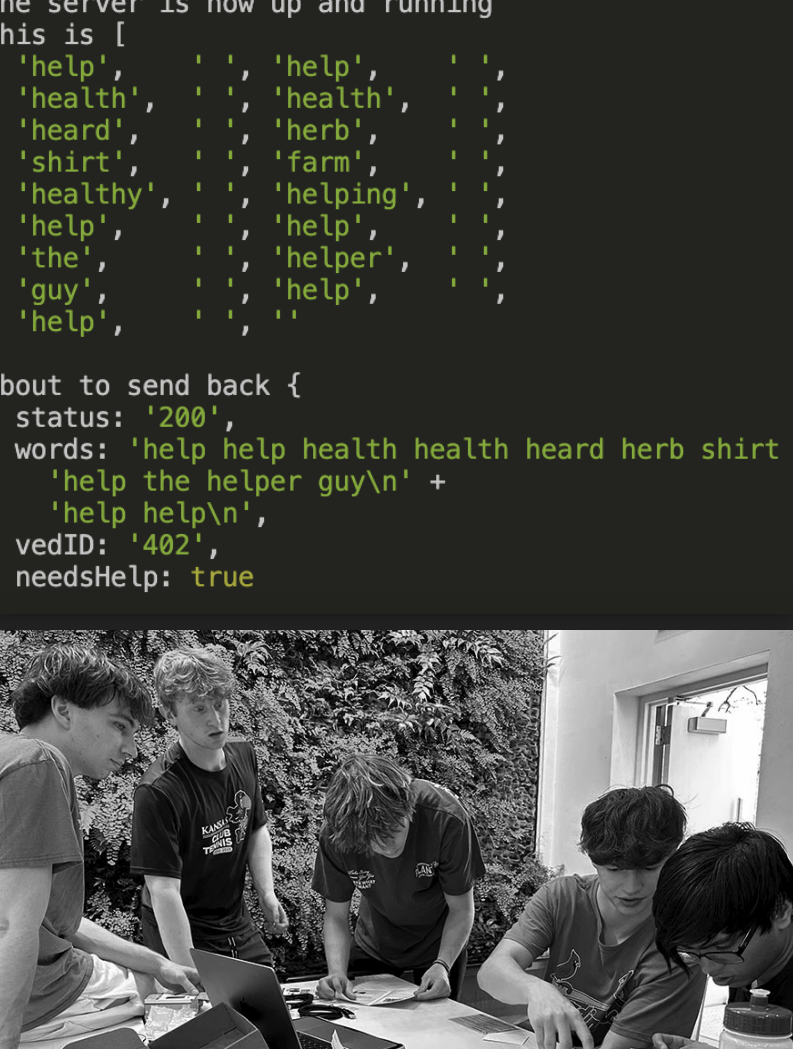 he server is now up and running
his is [
'help', ' ', 'help', ' ',
'health', ' ', 'health', ' ',
'heard', ' ', 'herb', ' ',
'shirt', ' ', 'farm', ' ',
'healthy', ' ', 'helping', ' ',
'help', ' ', 'help', ' ',
'the', ' ', 'helper', ' ',
'guy', ' ', 'help', ' ',
'help', ' ', ''
bout to send back {
status: '200',
words: 'help help health health heard herb shirt
'help the helper guy\n' +
'help help\n',
vedID: '402',
needsHelp: true
KANSAS
CLUB
TENNIS